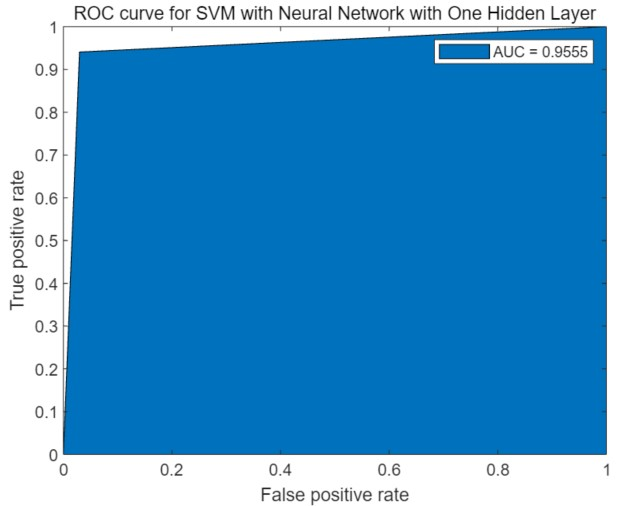 ROC curve for SVM with Neural Network with One Hidden Layer
AUC = 0.9555
True positive rate
1
0.9
0.8
0.7
0.6
0.5
0.4
0.3
0.2
0.1
0
0 0.2 0.4 0.6 0.8 1
False positive rate